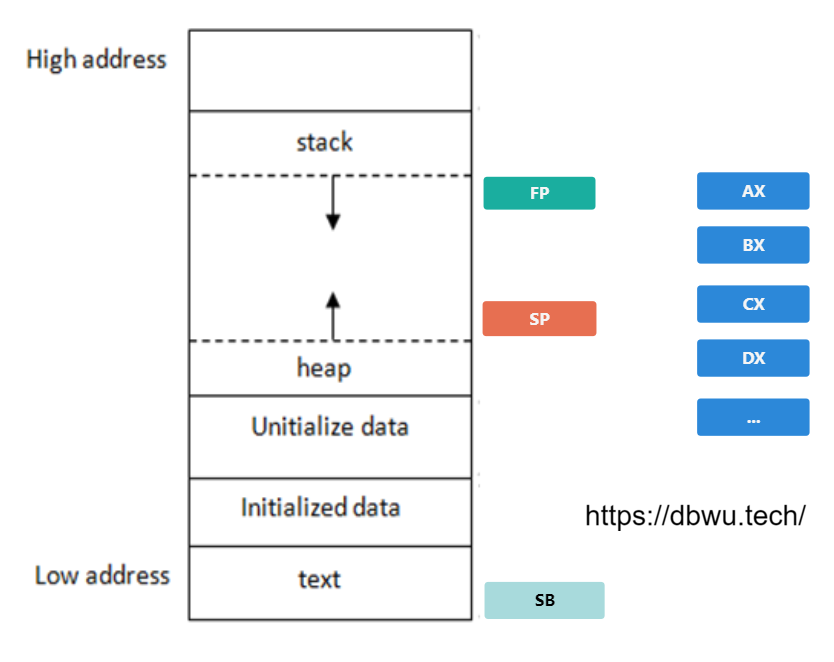 High address
stack
FP
AX
BX
SP
CX
DX
heap
...
Unitialize data
Initialized data
https://dbwu.tech/
Low address
text
SB